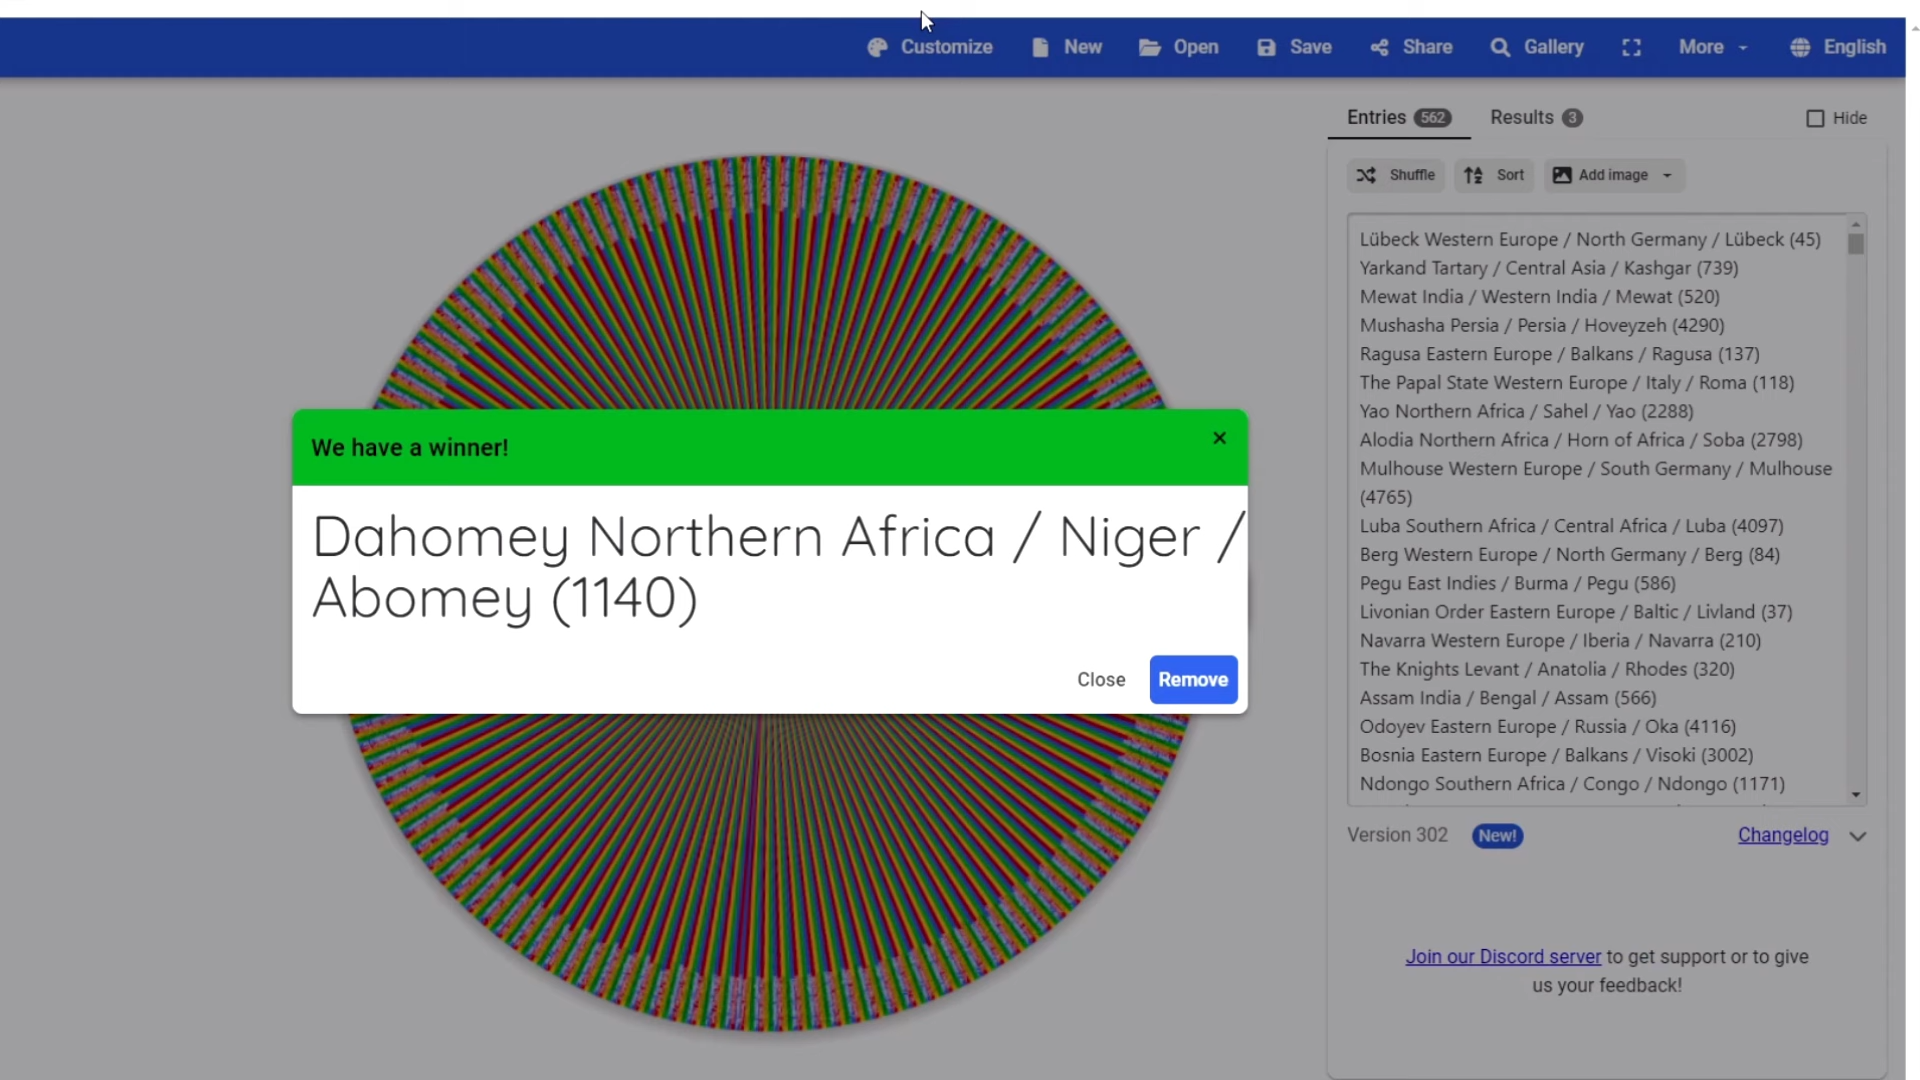 Customize New Open Save Share Gallery More English
Entries 562 Results 3 Hide
Shuffle Sort Add image
Lübeck Western Europe / North Germany / Lübeck (45)
Yarkand Tartary / Central Asia / Kashgar (739)
Mewat India / Western India / Mewat (520)
Mushasha Persia / Persia / Hoveyzeh (4290)
Ragusa Eastern Europe / Balkans / Ragusa (137)
The Papal State Western Europe / Italy / Roma (118)
Yao Northern Africa / Sahel / Yao (2288)
Alodia Northern Africa / Horn of Africa / Soba (2798)
Mulhouse Western Europe / South Germany / Mulhouse
(4765)
Luba Southern Africa / Central Africa / Luba (4097)
Berg Western Europe / North Germany / Berg (84)
Pegu East Indies / Burma / Pegu (586)
Livonian Order Eastern Europe / Baltic / Livland (37)
Navarra Western Europe / Iberia / Navarra (210)
The Knights Levant / Anatolia / Rhodes (320)
Assam India / Bengal / Assam (566)
Odoyev Eastern Europe / Russia / Oka (4116)
Bosnia Eastern Europe / Balkans / Visoki (3002)
Ndongo Southern Africa / Congo / Ndongo (1171)
We have a winner!
Dahomey Northern Africa / Niger /
Abomey (1140)
Close Remove
Version 302 New! Changelog
Join our Discord server to get support or to give
us your feedback!